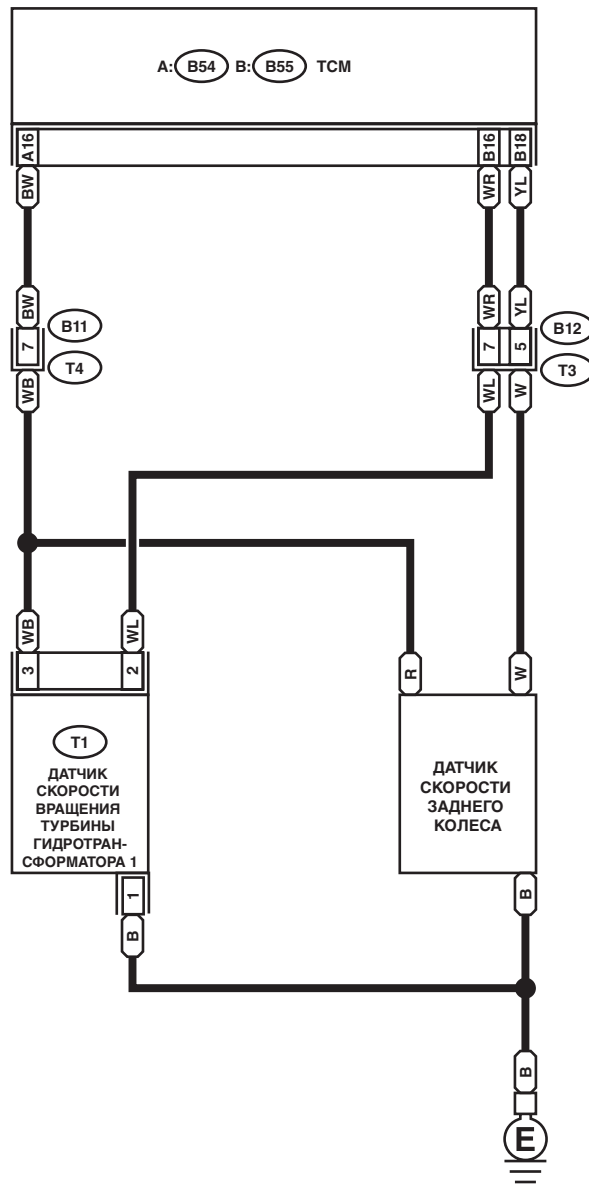 A: B54 B: B55 TCM
A16 B16 B18
BW WR YL
BW WR YL
7 B11 7 5 B12
T4 T3
WB WL W
WB WL R W
3 2
T1
ДАТЧИК
СКОРОСТИ
ВРАЩЕНИЯ
ТУРБИНЫ
ГИДРОТРАН-
СФОРМАТОРА 1
ДАТЧИК
СКОРОСТИ
ЗАДНЕГО
КОЛЕСА
1
B
B
B
E